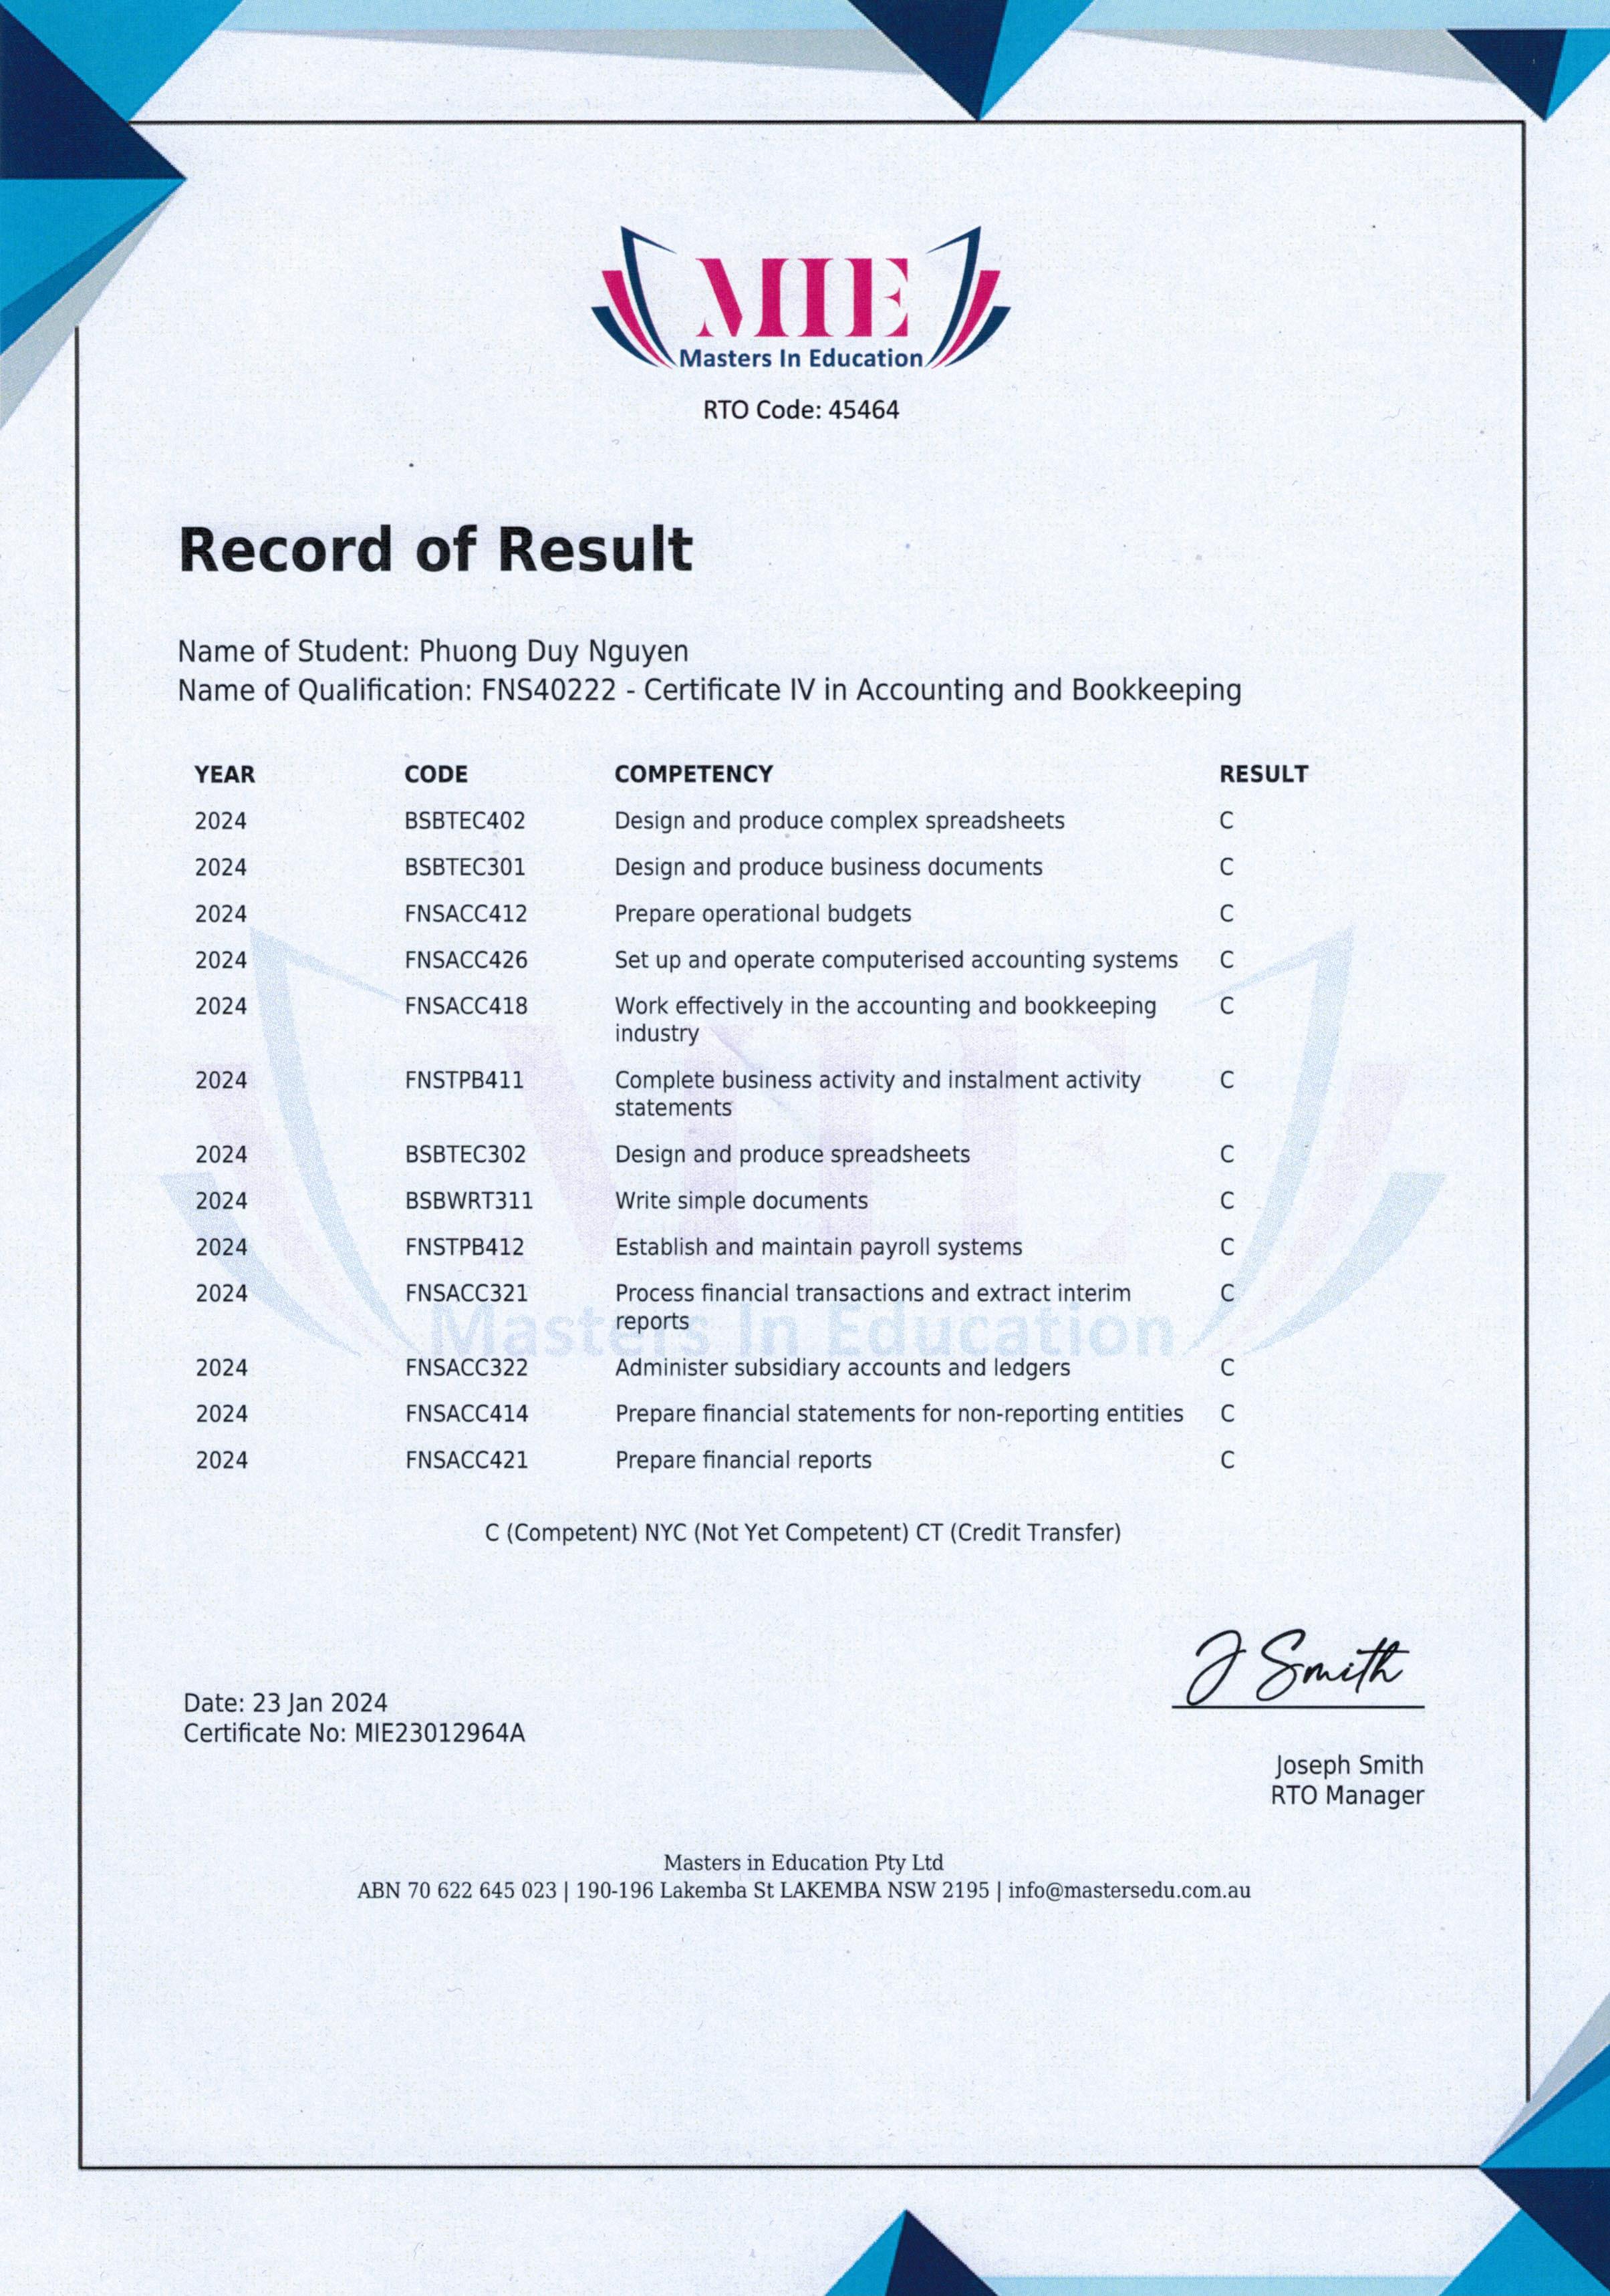 MIE
Masters In Education
RTO Code: 45464
Record of Result
Name of Student: Phuong Duy Nguyen
Name of Qualification: FNS40222 - Certificate IV in Accounting and Bookkeeping
YEAR CODE COMPETENCY RESULT
2024 BSBTEC402 Design and produce complex spreadsheets C
2024 BSBTEC301 Design and produce business documents C
2024 FNSACC412 Prepare operational budgets C
2024 FNSACC426 Set up and operate computerised accounting systems C
2024 FNSACC418 Work effectively in the accounting and bookkeeping C
industry
2024 FNSTPB411 Complete business activity and instalment activity C
statements
2024 BSBTEC302 Design and produce spreadsheets C
2024 BSBWRT311 Write simple documents C
2024 FNSTPB412 Establish and maintain payroll systems C
2024 FNSACC321 Process financial transactions and extract interim C
reports
2024 FNSACC322 Administer subsidiary accounts and ledgers C
2024 FNSACC414 Prepare financial statements for non-reporting entities C
2024 FNSACC421 Prepare financial reports C
MIE
Masters In Education
C (Competent) NYC (Not Yet Competent) CT (Credit Transfer)
J Smith
Date: 23 Jan 2024
Certificate No: MIE23012964A
Joseph Smith
RTO Manager
Masters in Education Pty Ltd
ABN 70 622 645 023 | 190-196 Lakemba St LAKEMBA NSW 2195 | info@mastersedu.com.au